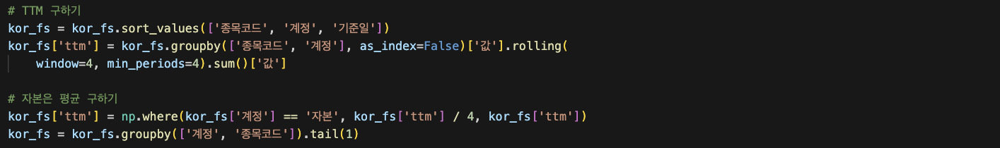 # TTM 구하기
kor_fs = kor_fs.sort_values(['종목코드', '계정', '기준일'])
kor_fs['ttm'] = kor_fs.groupby(['종목코드', '계정'], as_index=False)['값'].rolling(
    window=4, min_periods=4).sum()['값']

# 자본은 평균 구하기
kor_fs['ttm'] = np.where(kor_fs['계정'] == '자본', kor_fs['ttm'] / 4, kor_fs['ttm'])
kor_fs = kor_fs.groupby(['계정', '종목코드']).tail(1)